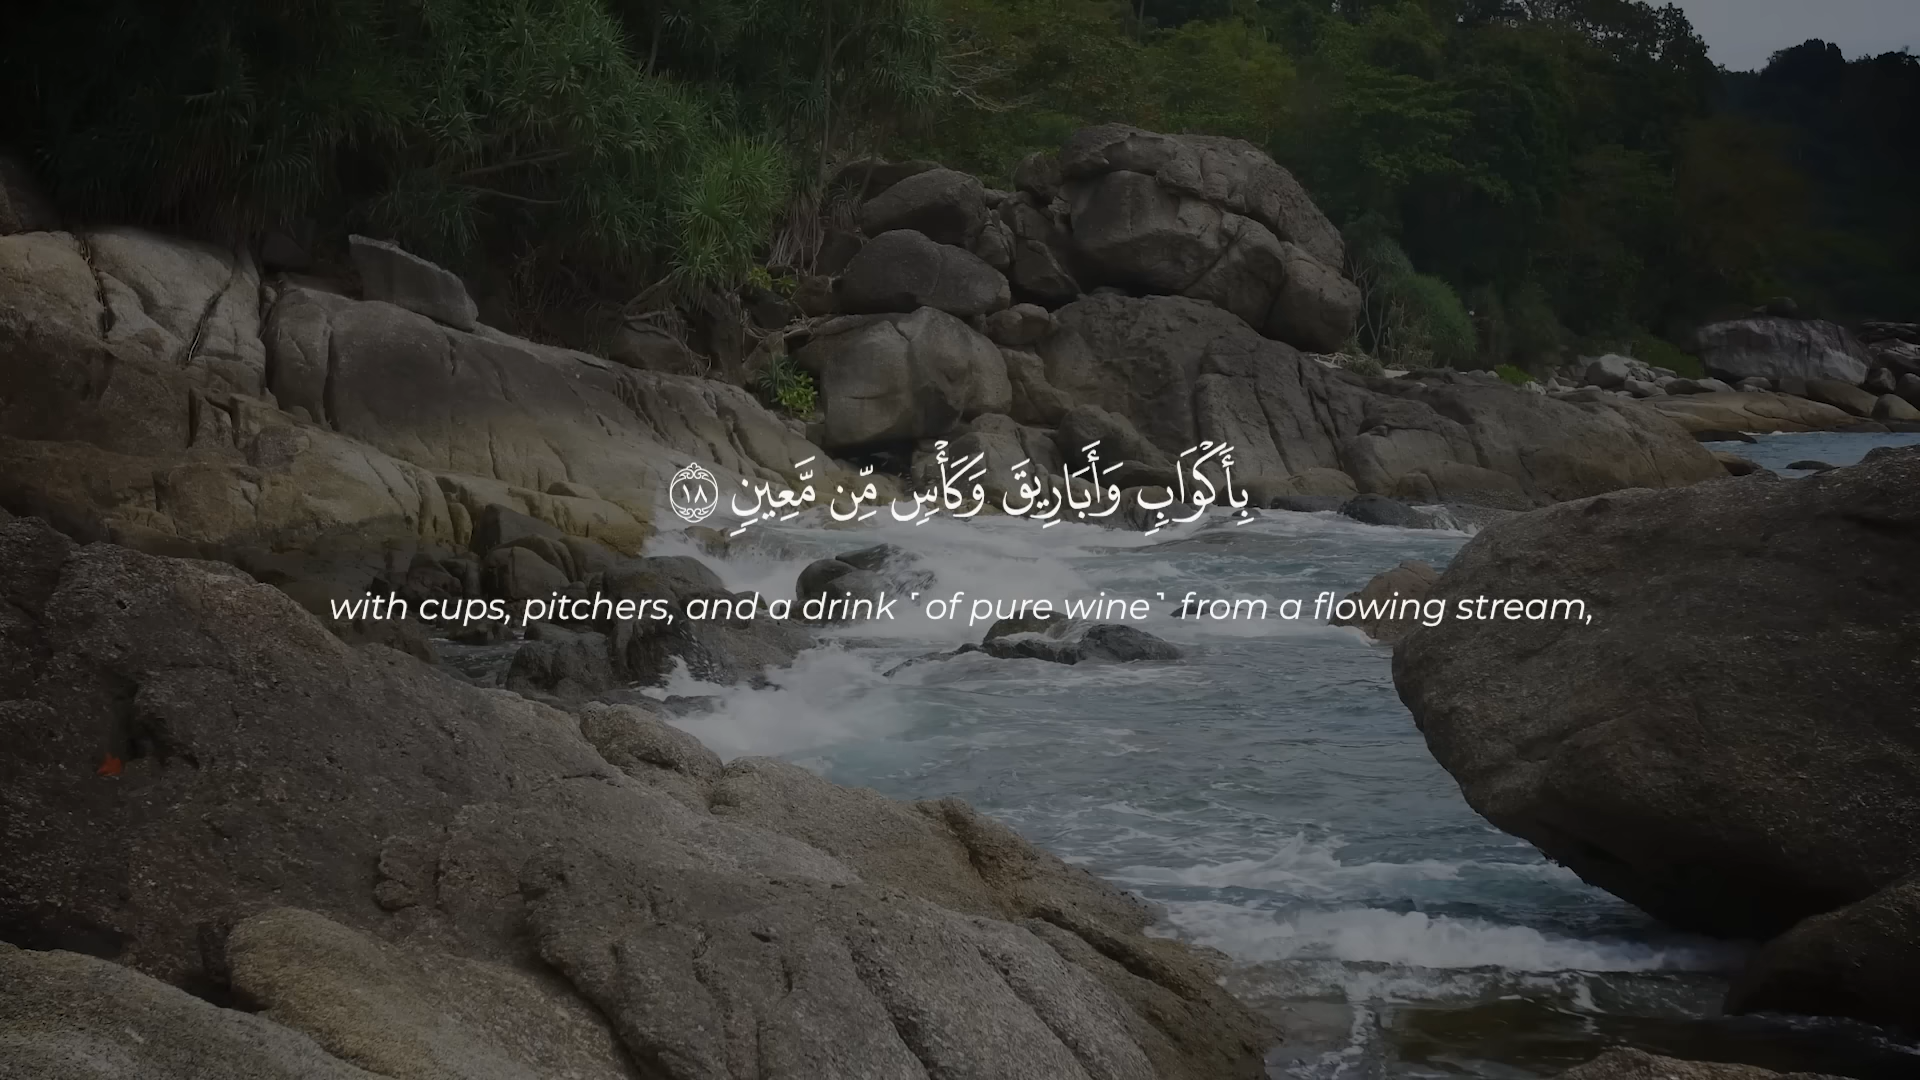 بِأَكْوَابٍ وَأَبَارِيقَ وَكَأْسٍ مِّن مَّعِينٍ ١٨
with cups, pitchers, and a drink ˹of pure wine˺ from a flowing stream,